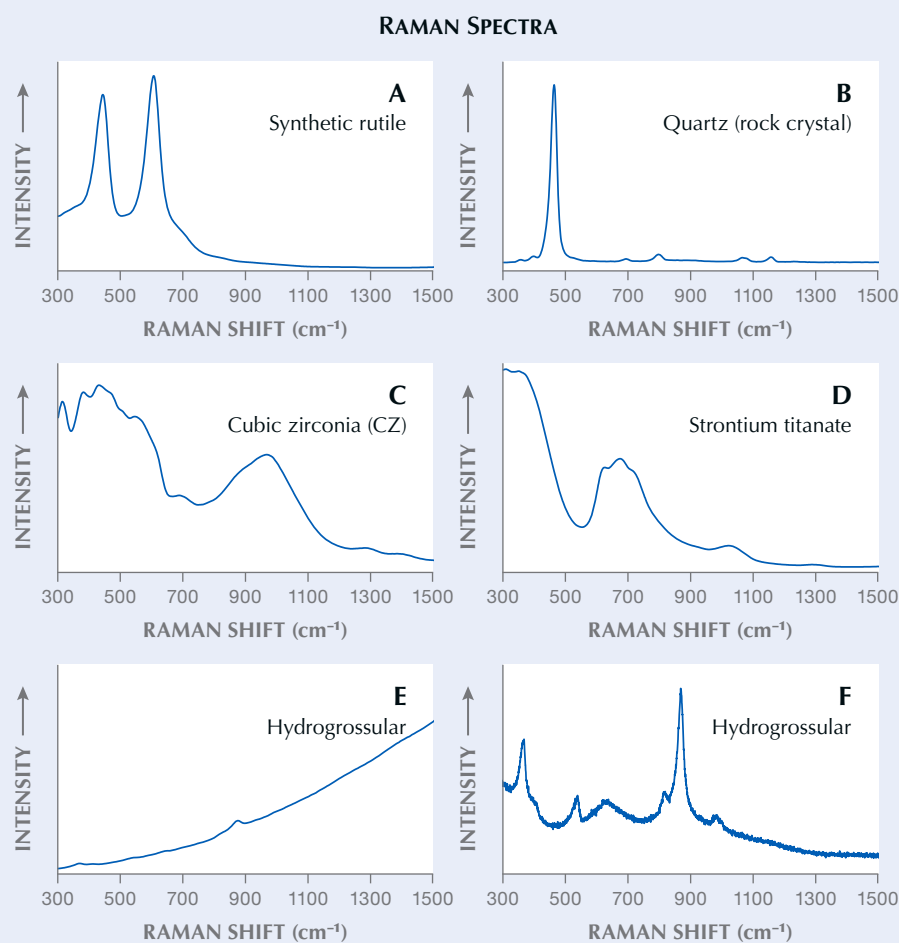 RAMAN SPECTRA
A
Synthetic rutile
INTENSITY
300 500 700 900 1100 1300 1500
RAMAN SHIFT (cm⁻¹)
B
Quartz (rock crystal)
INTENSITY
300 500 700 900 1100 1300 1500
RAMAN SHIFT (cm⁻¹)
C
Cubic zirconia (CZ)
INTENSITY
300 500 700 900 1100 1300 1500
RAMAN SHIFT (cm⁻¹)
D
Strontium titanate
INTENSITY
300 500 700 900 1100 1300 1500
RAMAN SHIFT (cm⁻¹)
E
Hydrogrossular
INTENSITY
300 500 700 900 1100 1300 1500
RAMAN SHIFT (cm⁻¹)
F
Hydrogrossular
INTENSITY
300 500 700 900 1100 1300 1500
RAMAN SHIFT (cm⁻¹)